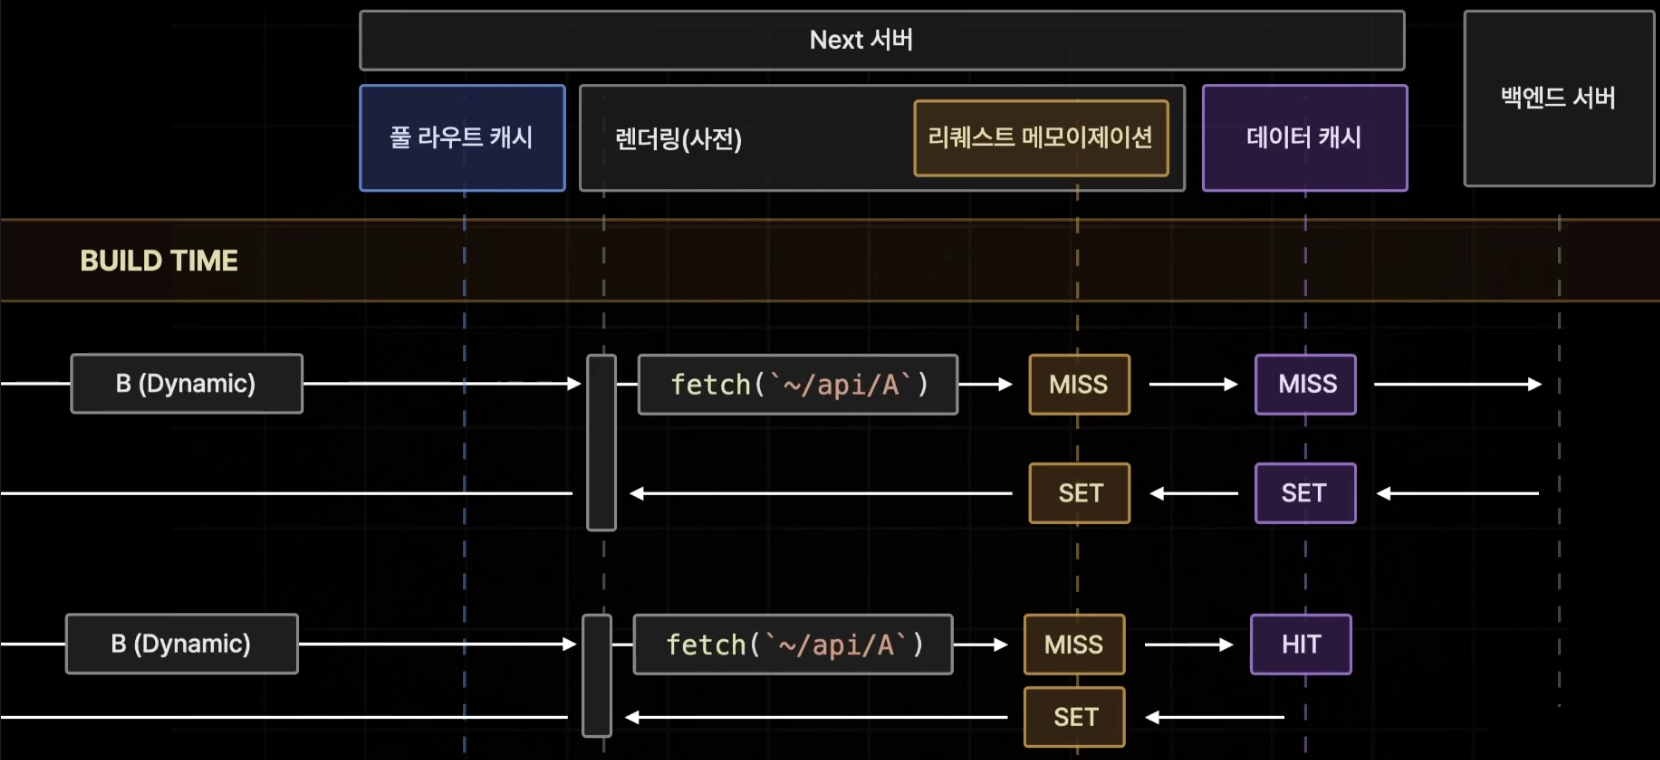 Next 서버
백엔드 서버
풀 라우트 캐시
렌더링(사전)
리퀘스트 메모이제이션
데이터 캐시
BUILD TIME
B (Dynamic)
fetch(`~/api/A`)
MISS
MISS
SET
SET
B (Dynamic)
fetch(`~/api/A`)
MISS
HIT
SET